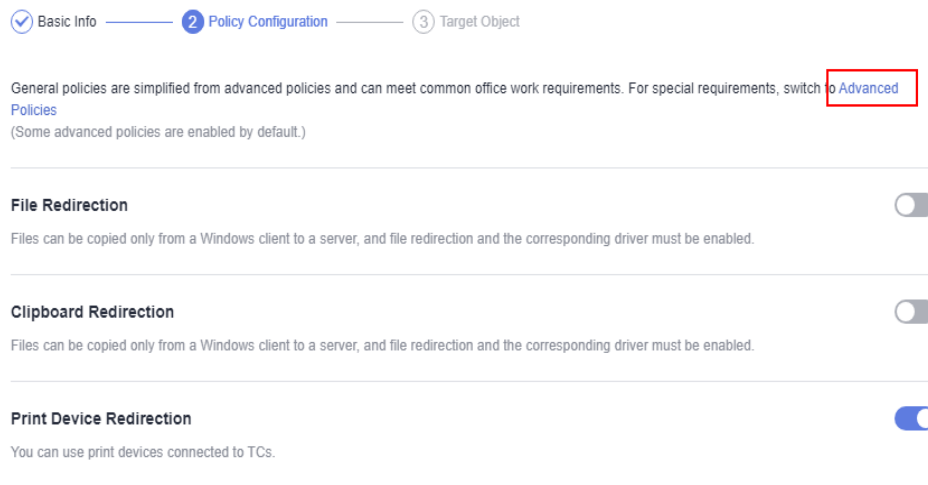 Basic Info 2 Policy Configuration 3 Target Object
General policies are simplified from advanced policies and can meet common office work requirements. For special requirements, switch to Advanced
Policies
(Some advanced policies are enabled by default.)
File Redirection
Files can be copied only from a Windows client to a server, and file redirection and the corresponding driver must be enabled.
Clipboard Redirection
Files can be copied only from a Windows client to a server, and file redirection and the corresponding driver must be enabled.
Print Device Redirection
You can use print devices connected to TCs.